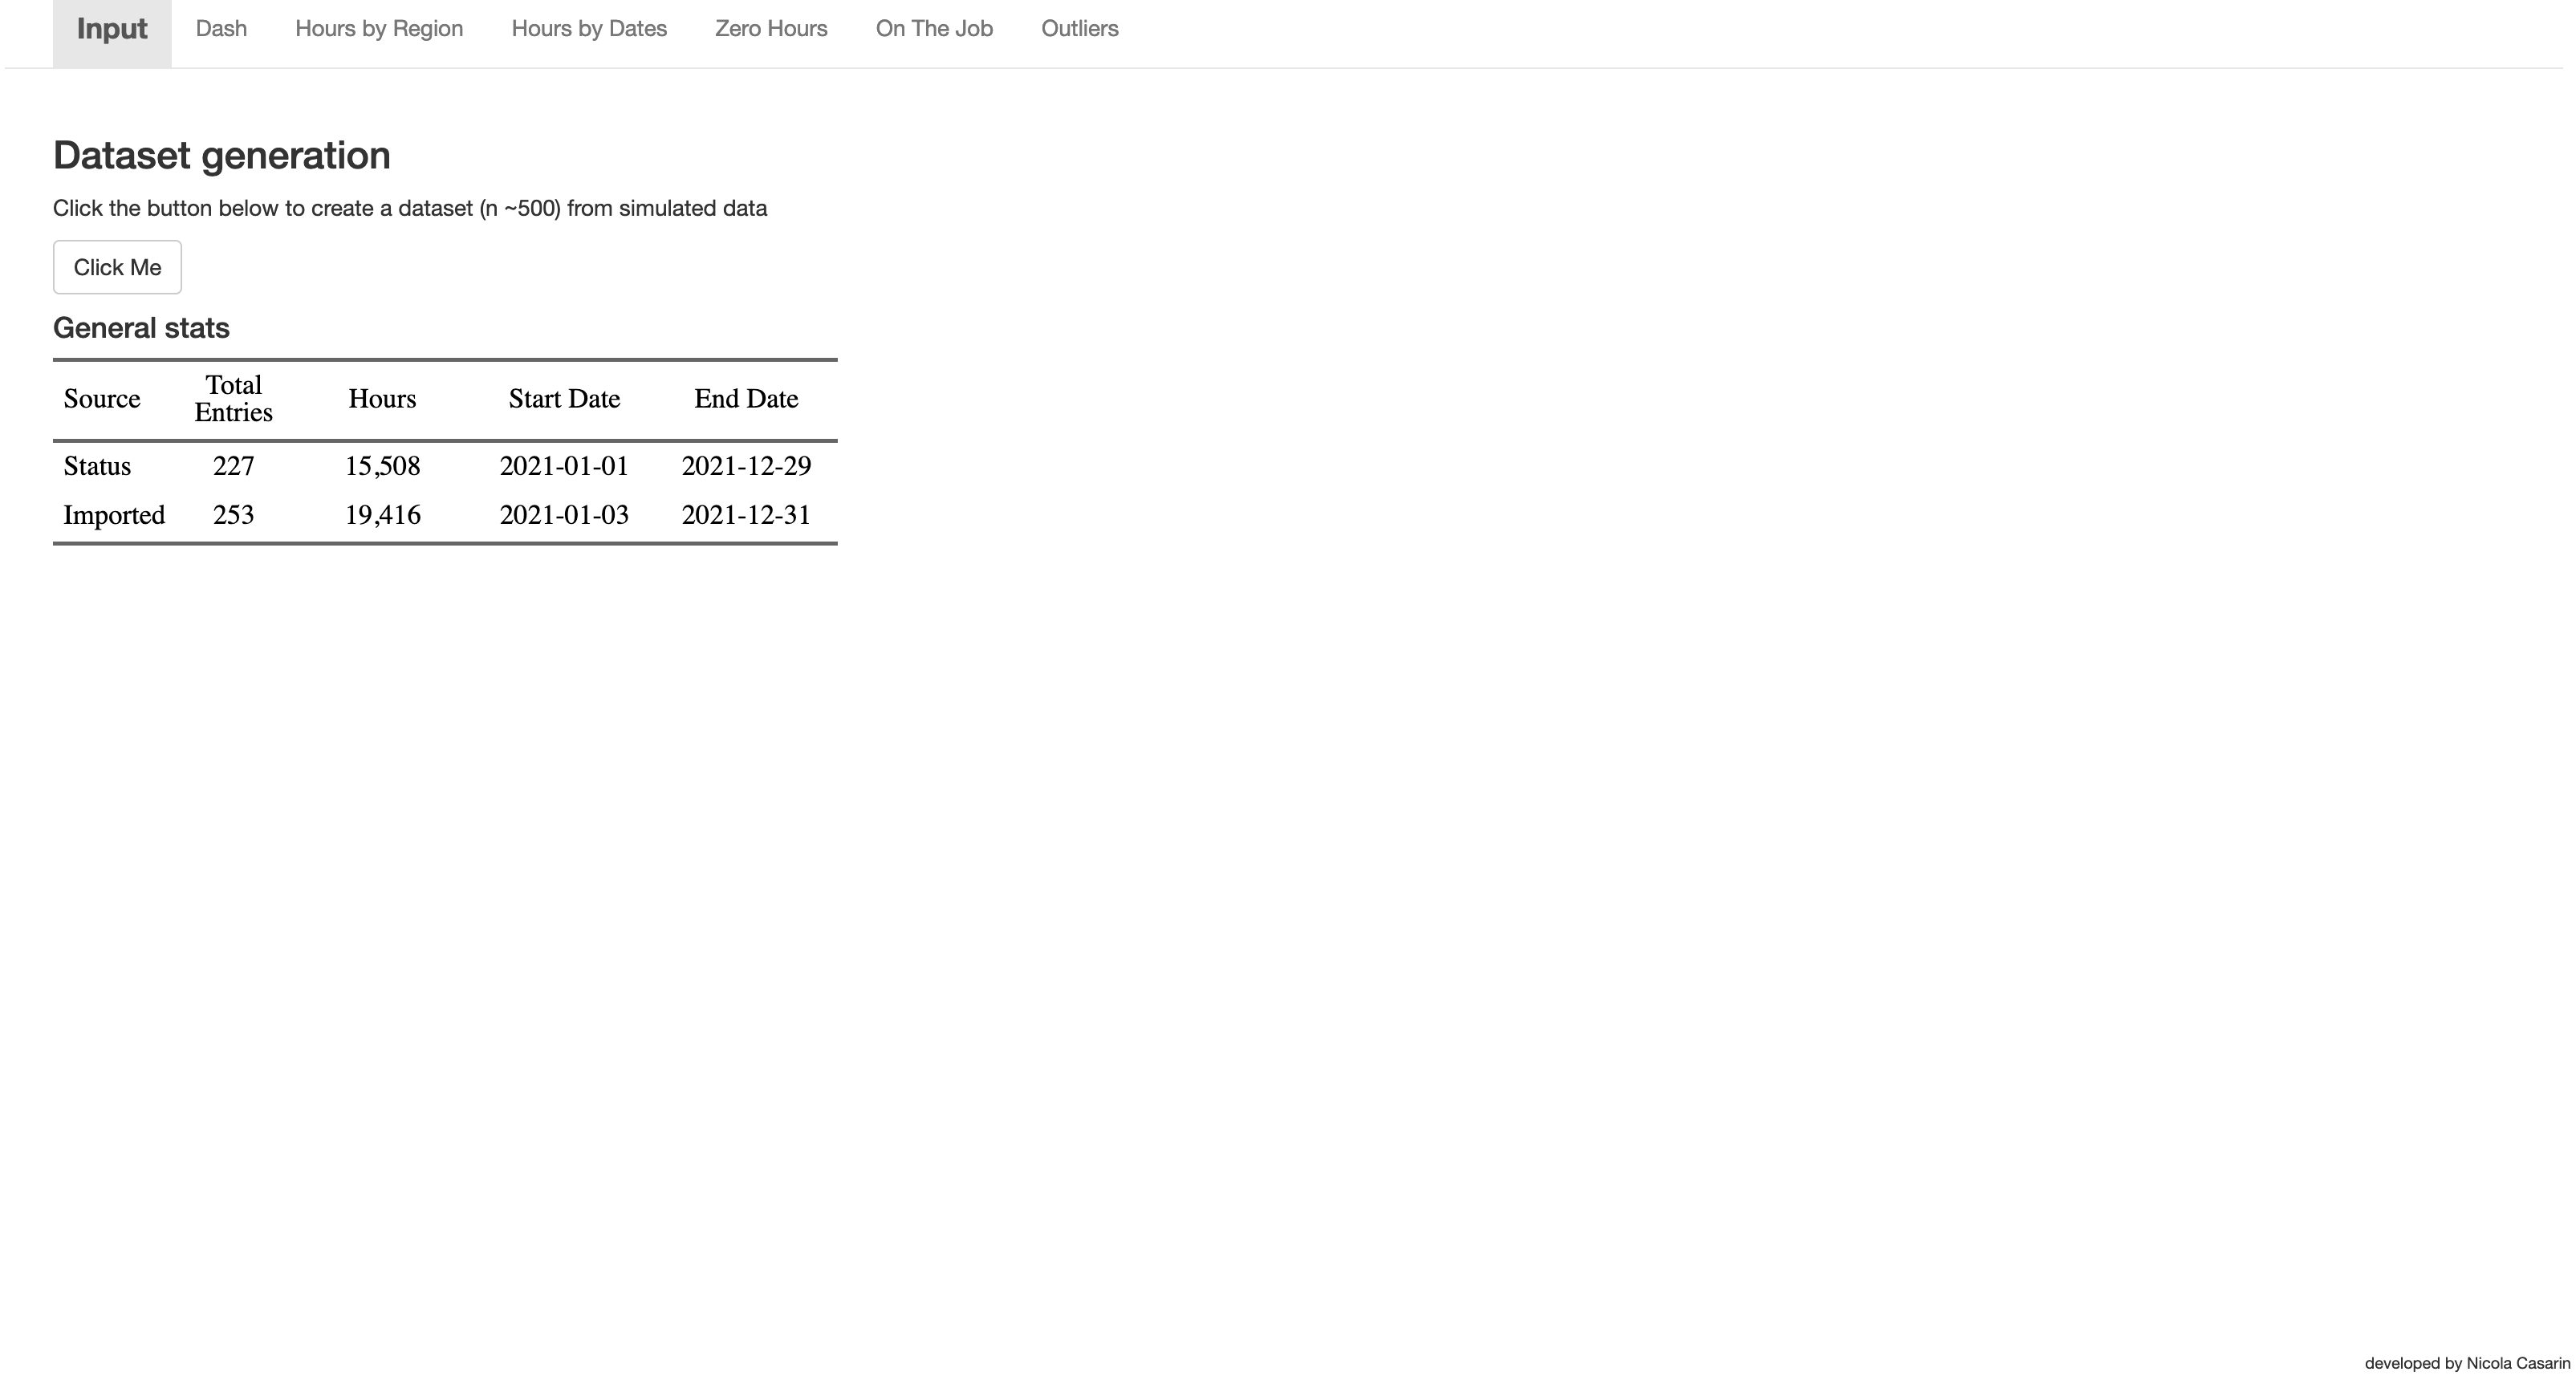 Input Dash Hours by Region Hours by Dates Zero Hours On The Job Outliers
Dataset generation
Click the button below to create a dataset (n ~500) from simulated data
Click Me
General stats
Source Total Entries Hours Start Date End Date
Status 227 15,508 2021-01-01 2021-12-29
Imported 253 19,416 2021-01-03 2021-12-31
developed by Nicola Casarin